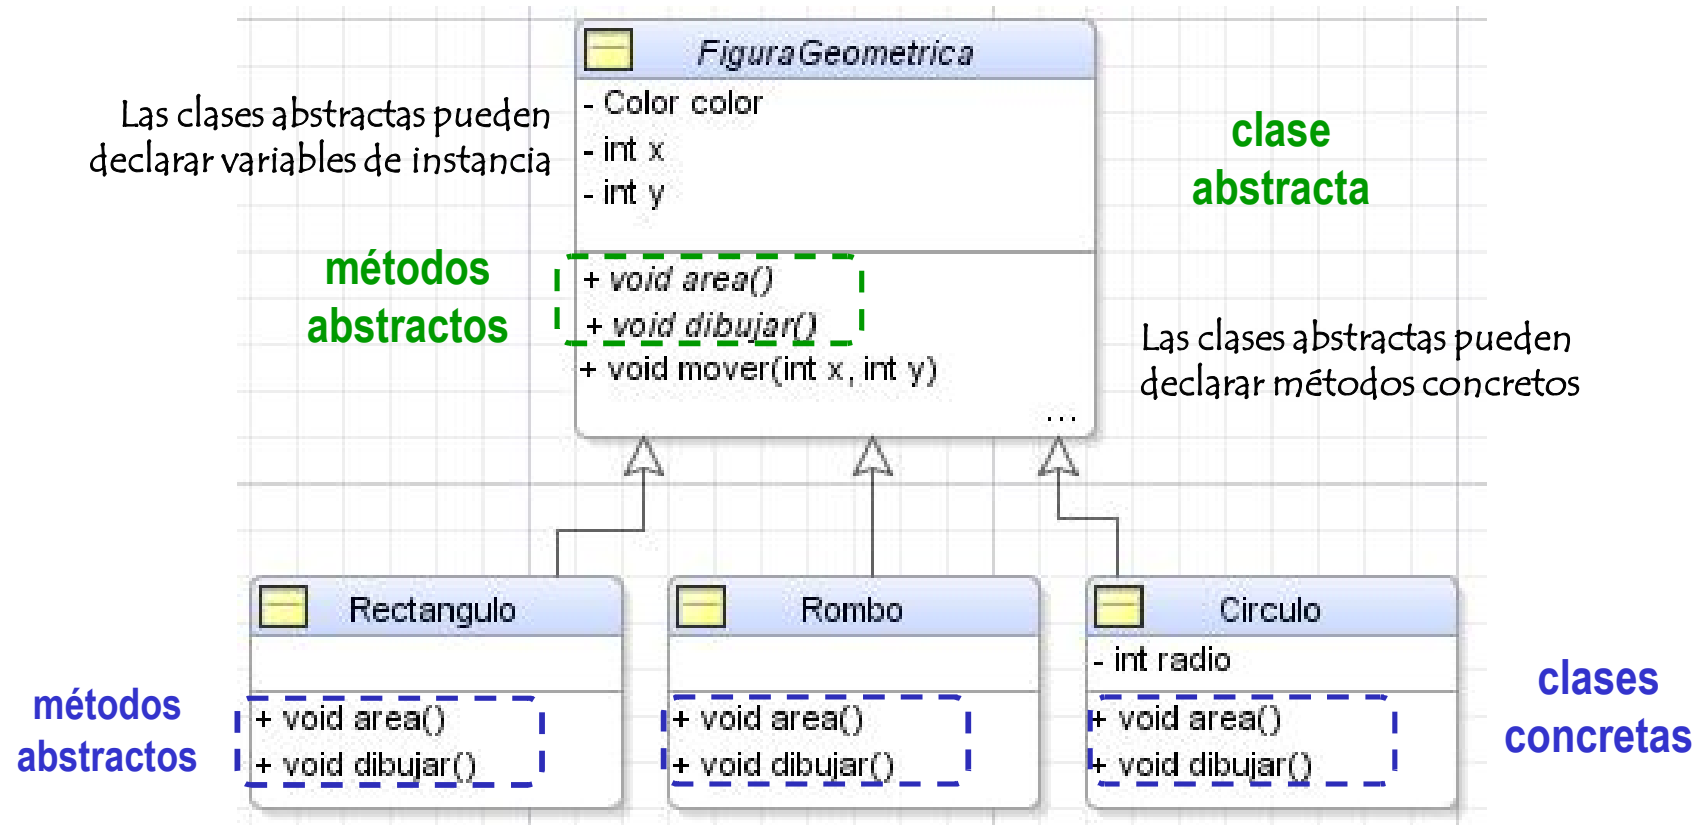 FiguraGeometrica
- Color color
- int x
- int y
Las clases abstractas pueden
declarar variables de instancia
clase
abstracta
métodos
abstractos
+ void area()
+ void dibujar()
+ void mover(int x, int y)
...
Las clases abstractas pueden
declarar métodos concretos
Rectangulo
+ void area()
+ void dibujar()
Rombo
+ void area()
+ void dibujar()
Circulo
- int radio
+ void area()
+ void dibujar()
métodos
abstractos
clases
concretas